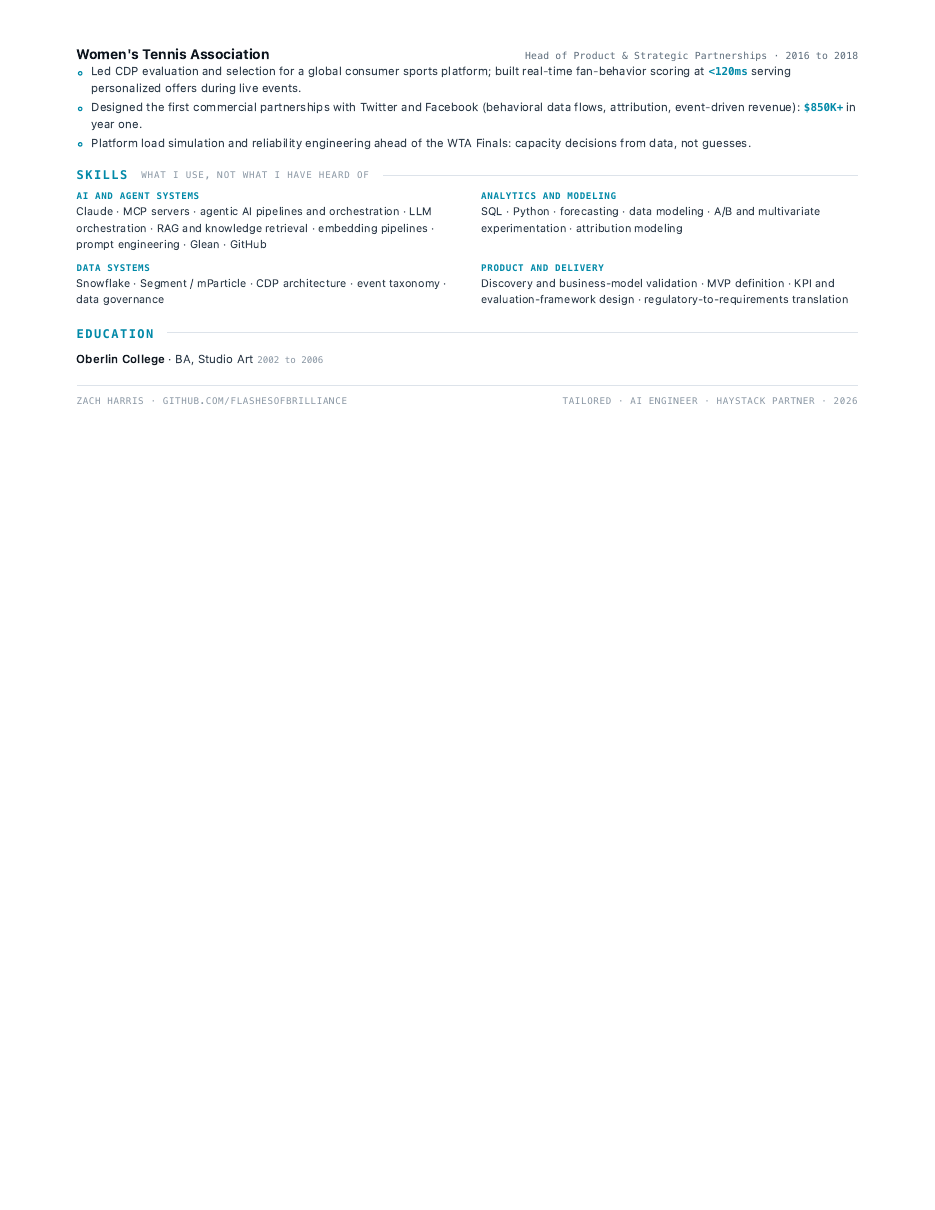 Women's Tennis Association
Head of Product & Strategic Partnerships · 2016 to 2018
Led CDP evaluation and selection for a global consumer sports platform; built real-time fan-behavior scoring at <120ms serving
personalized offers during live events.
Designed the first commercial partnerships with Twitter and Facebook (behavioral data flows, attribution, event-driven revenue): $850K+ in
year one.
Platform load simulation and reliability engineering ahead of the WTA Finals: capacity decisions from data, not guesses.
SKILLS WHAT I USE, NOT WHAT I HAVE HEARD OF
AI AND AGENT SYSTEMS
Claude · MCP servers · agentic AI pipelines and orchestration · LLM
orchestration · RAG and knowledge retrieval · embedding pipelines ·
prompt engineering · Glean · GitHub
ANALYTICS AND MODELING
SQL · Python · forecasting · data modeling · A/B and multivariate
experimentation · attribution modeling
DATA SYSTEMS
Snowflake · Segment / mParticle · CDP architecture · event taxonomy ·
data governance
PRODUCT AND DELIVERY
Discovery and business-model validation · MVP definition · KPI and
evaluation-framework design · regulatory-to-requirements translation
EDUCATION
Oberlin College · BA, Studio Art 2002 to 2006
ZACH HARRIS · GITHUB.COM/FLASHESOFBRILLIANCE
TAILORED · AI ENGINEER · HAYSTACK PARTNER · 2026